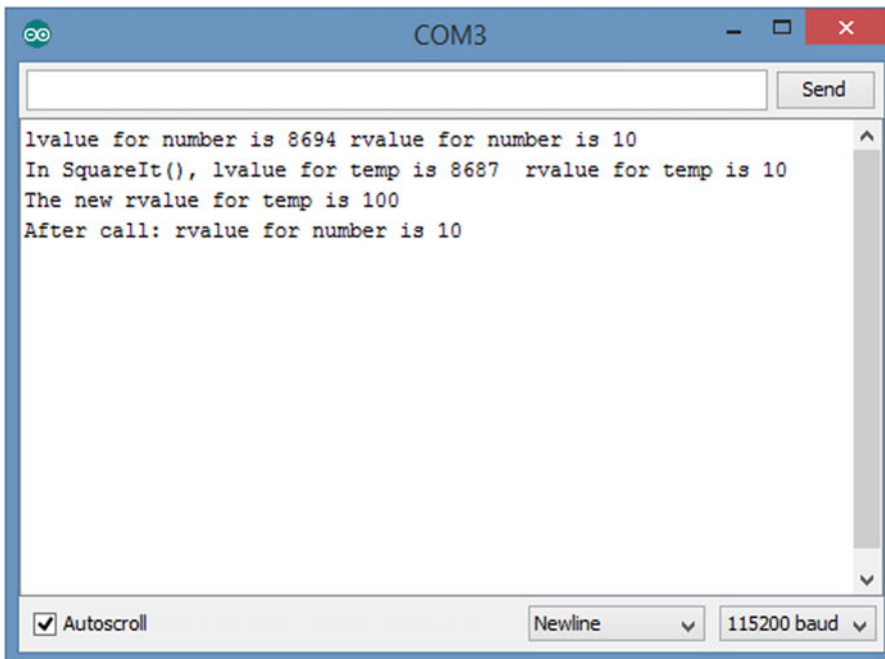 COM3
Send
lvalue for number is 8694 rvalue for number is 10
In SquareIt(), lvalue for temp is 8687  rvalue for temp is 10
The new rvalue for temp is 100
After call: rvalue for number is 10
Autoscroll
Newline
115200 baud